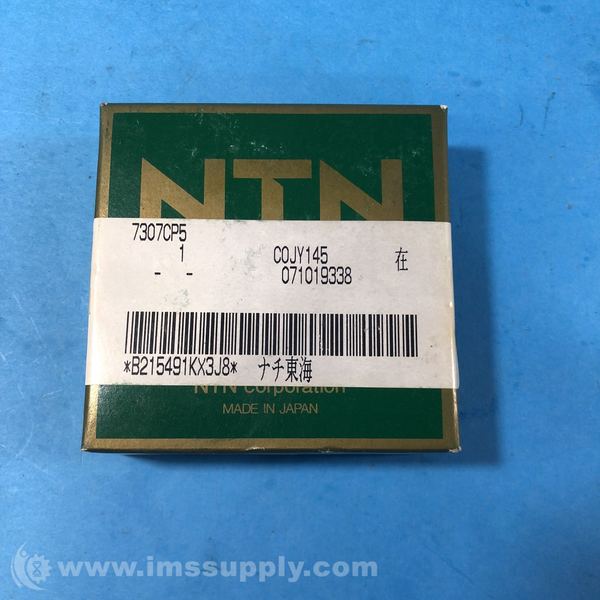 NTN
7307CP5
1 COJY145 在
- - 071019338
*B215491KX3J8* ナチ東海
NTN corporation
MADE IN JAPAN
www.imssupply.com